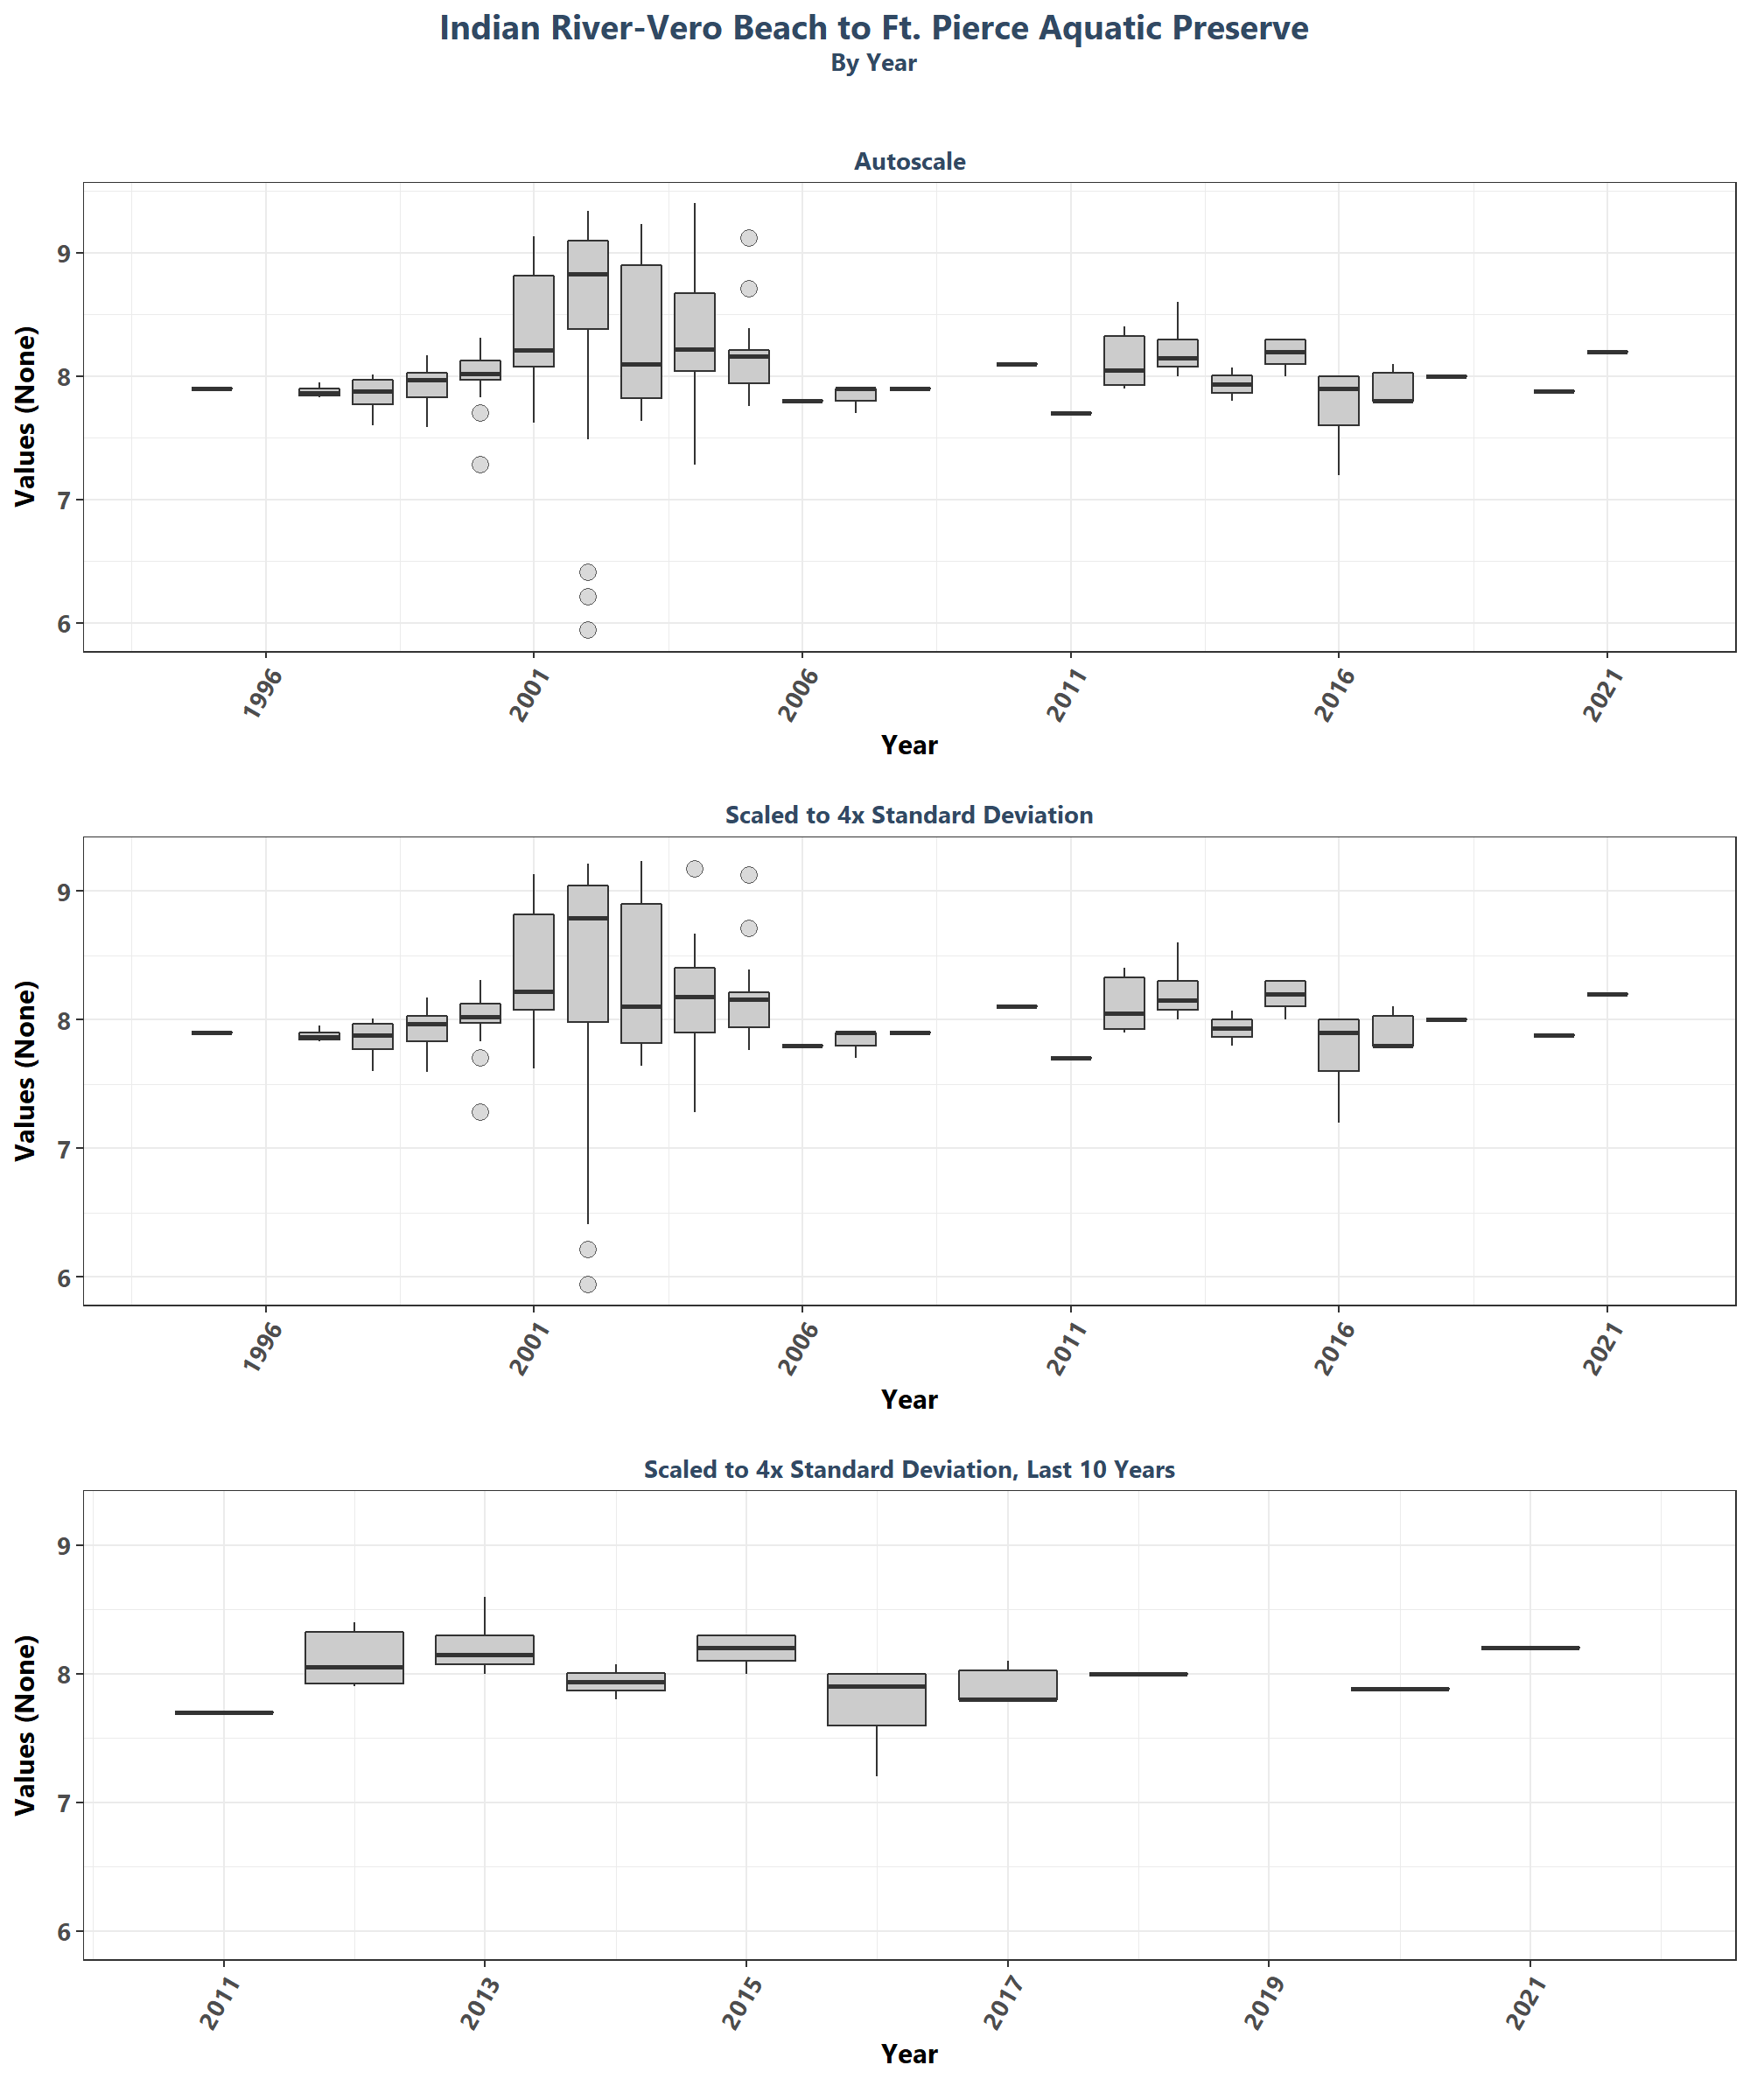 Indian River-Vero Beach to Ft. Pierce Aquatic Preserve
By Year
Autoscale
Values (None)
9
8
7
6
1996
2001
2006
2011
2016
2021
Year
Scaled to 4x Standard Deviation
Values (None)
9
8
7
6
1996
2001
2006
2011
2016
2021
Year
Scaled to 4x Standard Deviation, Last 10 Years
Values (None)
9
8
7
6
2011
2013
2015
2017
2019
2021
Year